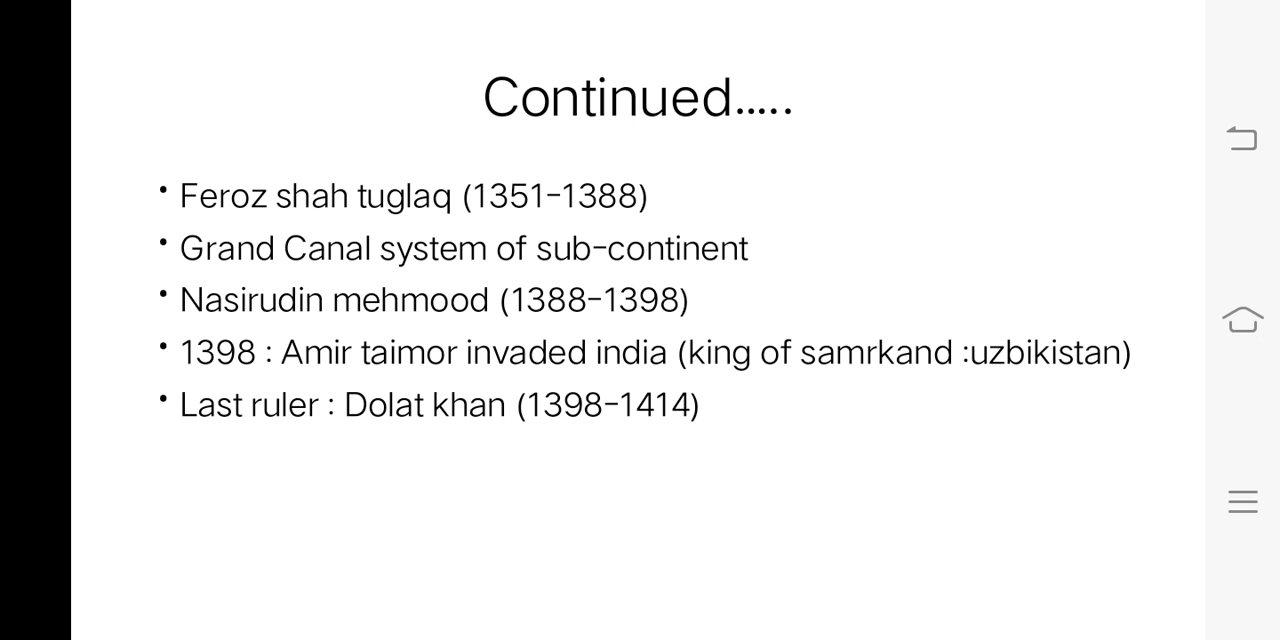 Continued.....
• Feroz shah tuglaq (1351-1388)
• Grand Canal system of sub-continent
• Nasirudin mehmood (1388-1398)
• 1398 : Amir taimor invaded india (king of samrkand :uzbikistan)
• Last ruler : Dolat khan (1398-1414)